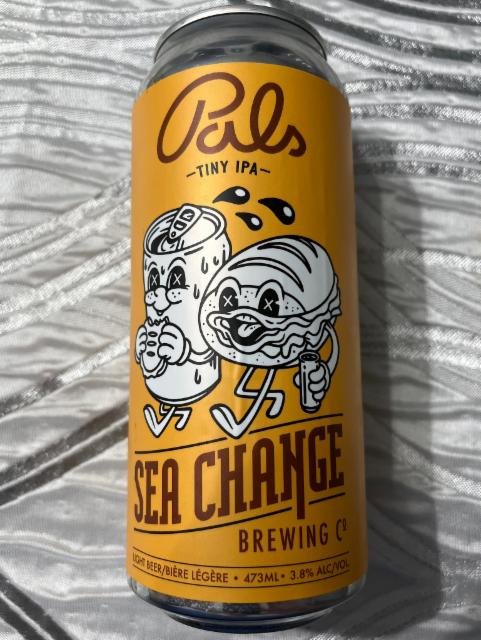 Pals
-TINY IPA-
SEA CHANGE
BREWING Cº
LIGHT BEER/BIÈRE LÉGÈRE • 473ML • 3.8% ALC/VOL